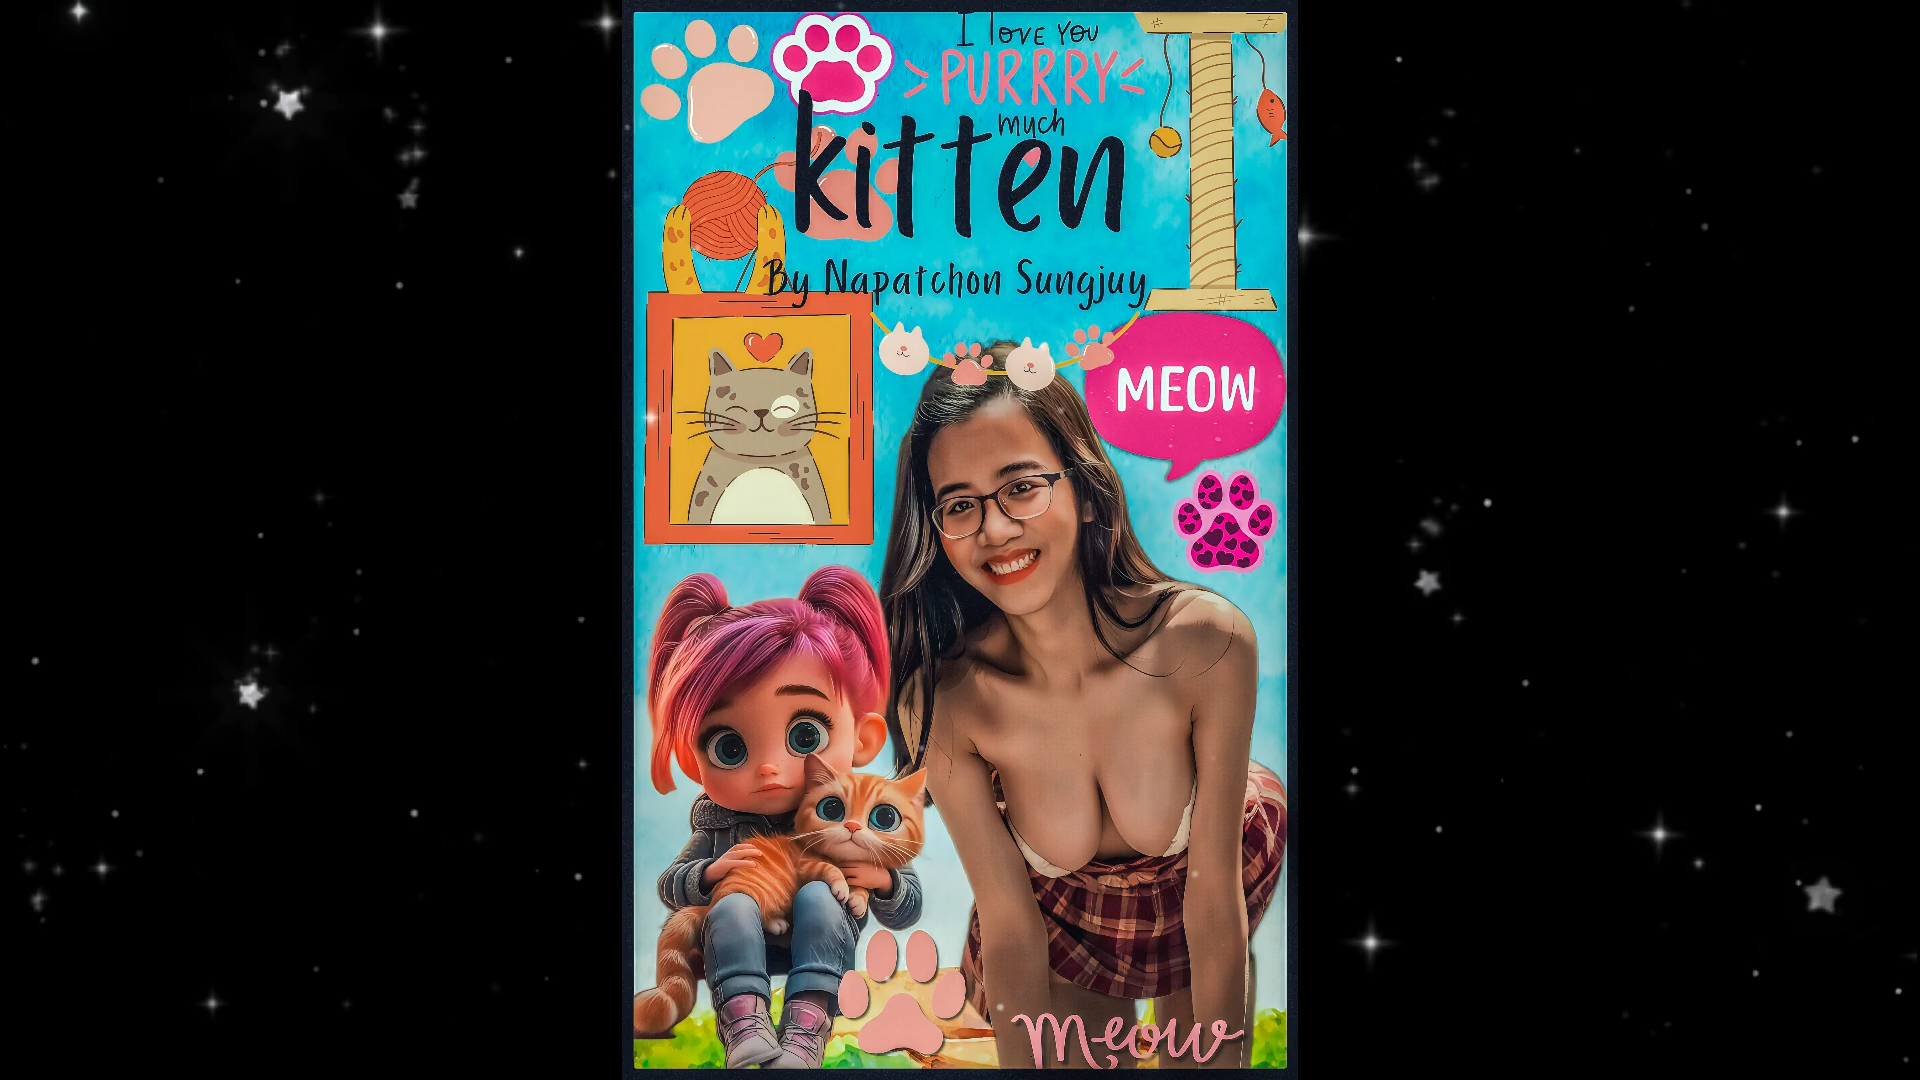 I love you
PURRRY
much
kitten
By Napatchon Sungjuy
MEOW
Meow